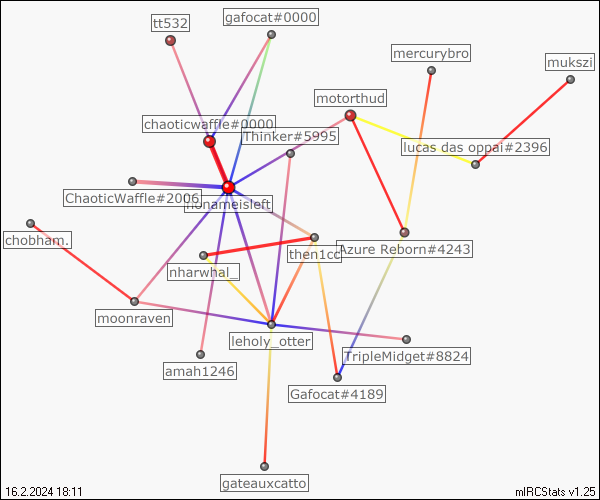 tt532
gafocat#0000
mercurybro
mukszi
motorthud
chaoticwaffle#0000
Thinker#5995
lucas das oppai#2396
ChaoticWaffle#2006
nonameisleft
chobham.
then1cc
Azure Reborn#4243
nharwhal_
moonraven
leholy_otter
TripleMidget#8824
amah1246
Gafocat#4189
gateauxcatto
16.2.2024 18:11
mIRCStats v1.25